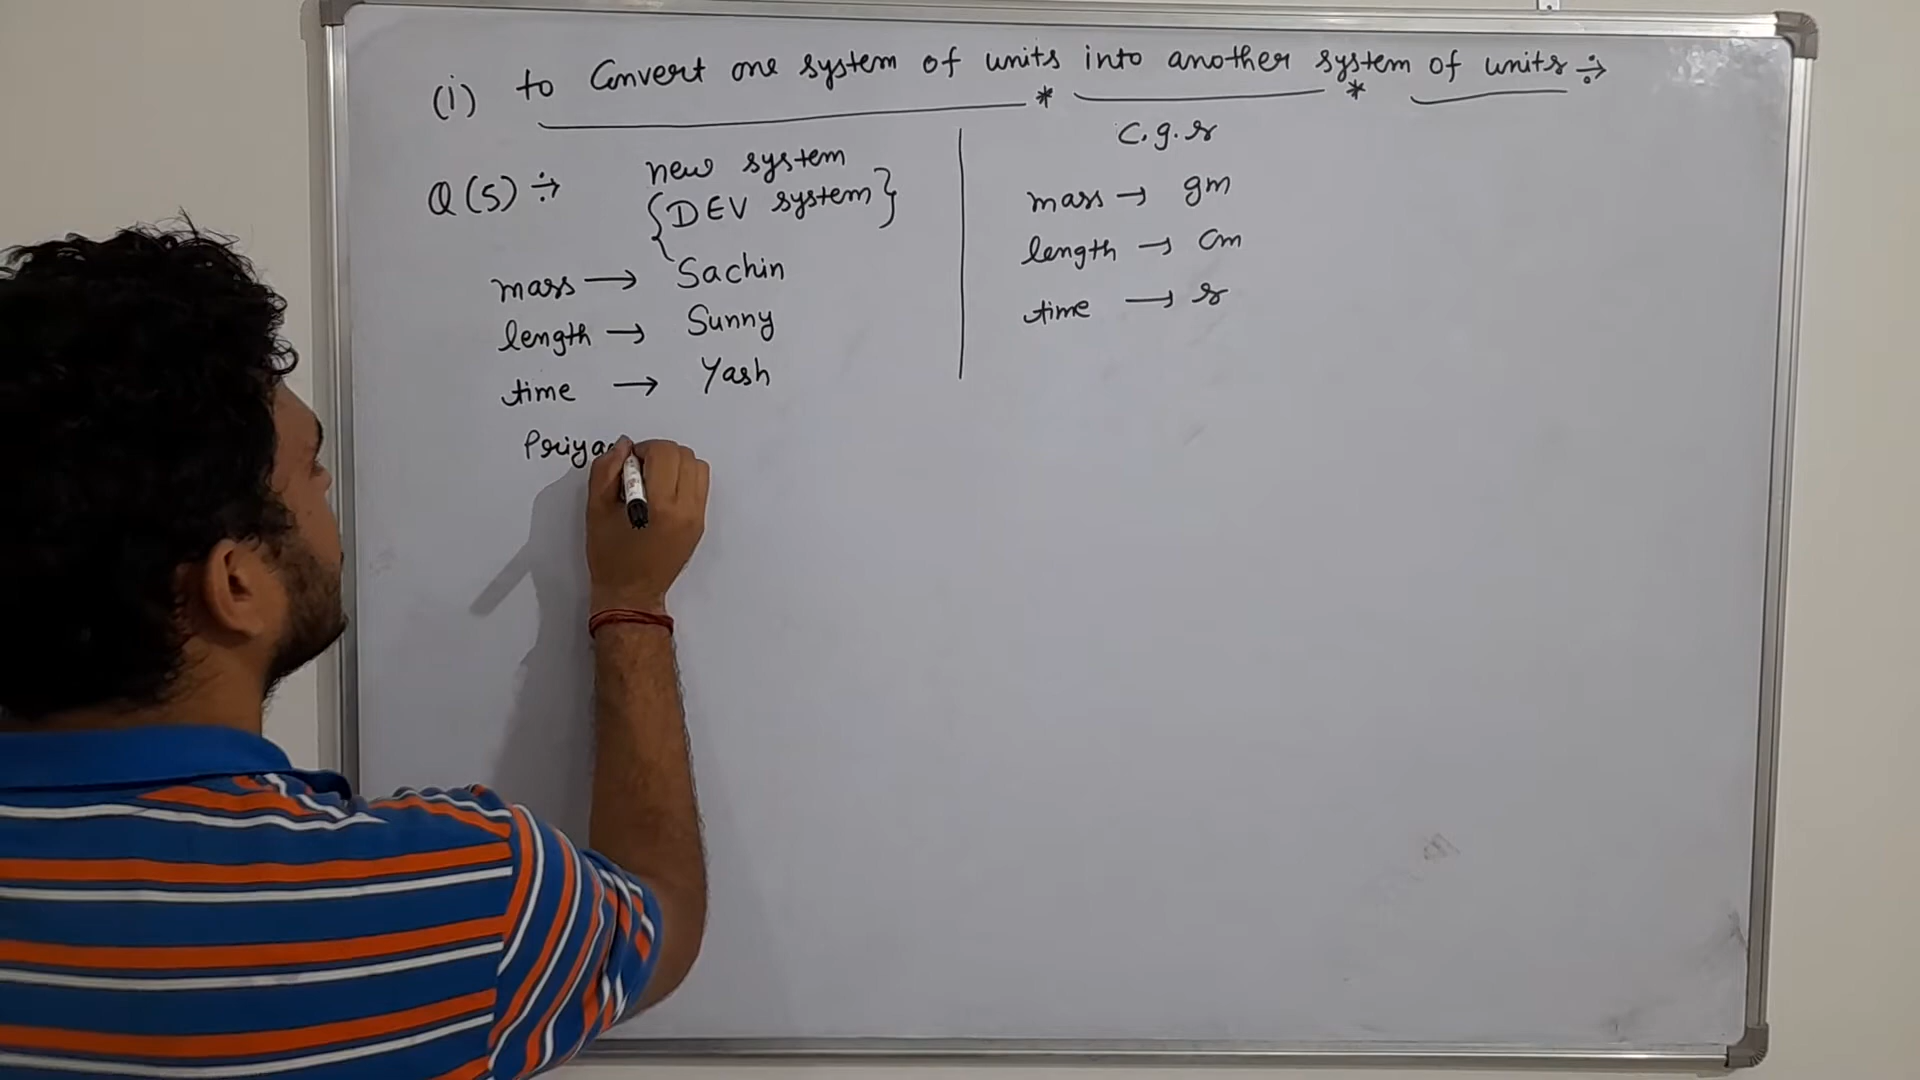 (i) to Convert one system of units into another system of units ÷
Q(5) ÷ new system
{DEV system}
mass → Sachin
length → Sunny
time → Yash
C.g.s
mass → gm
length → cm
time → s